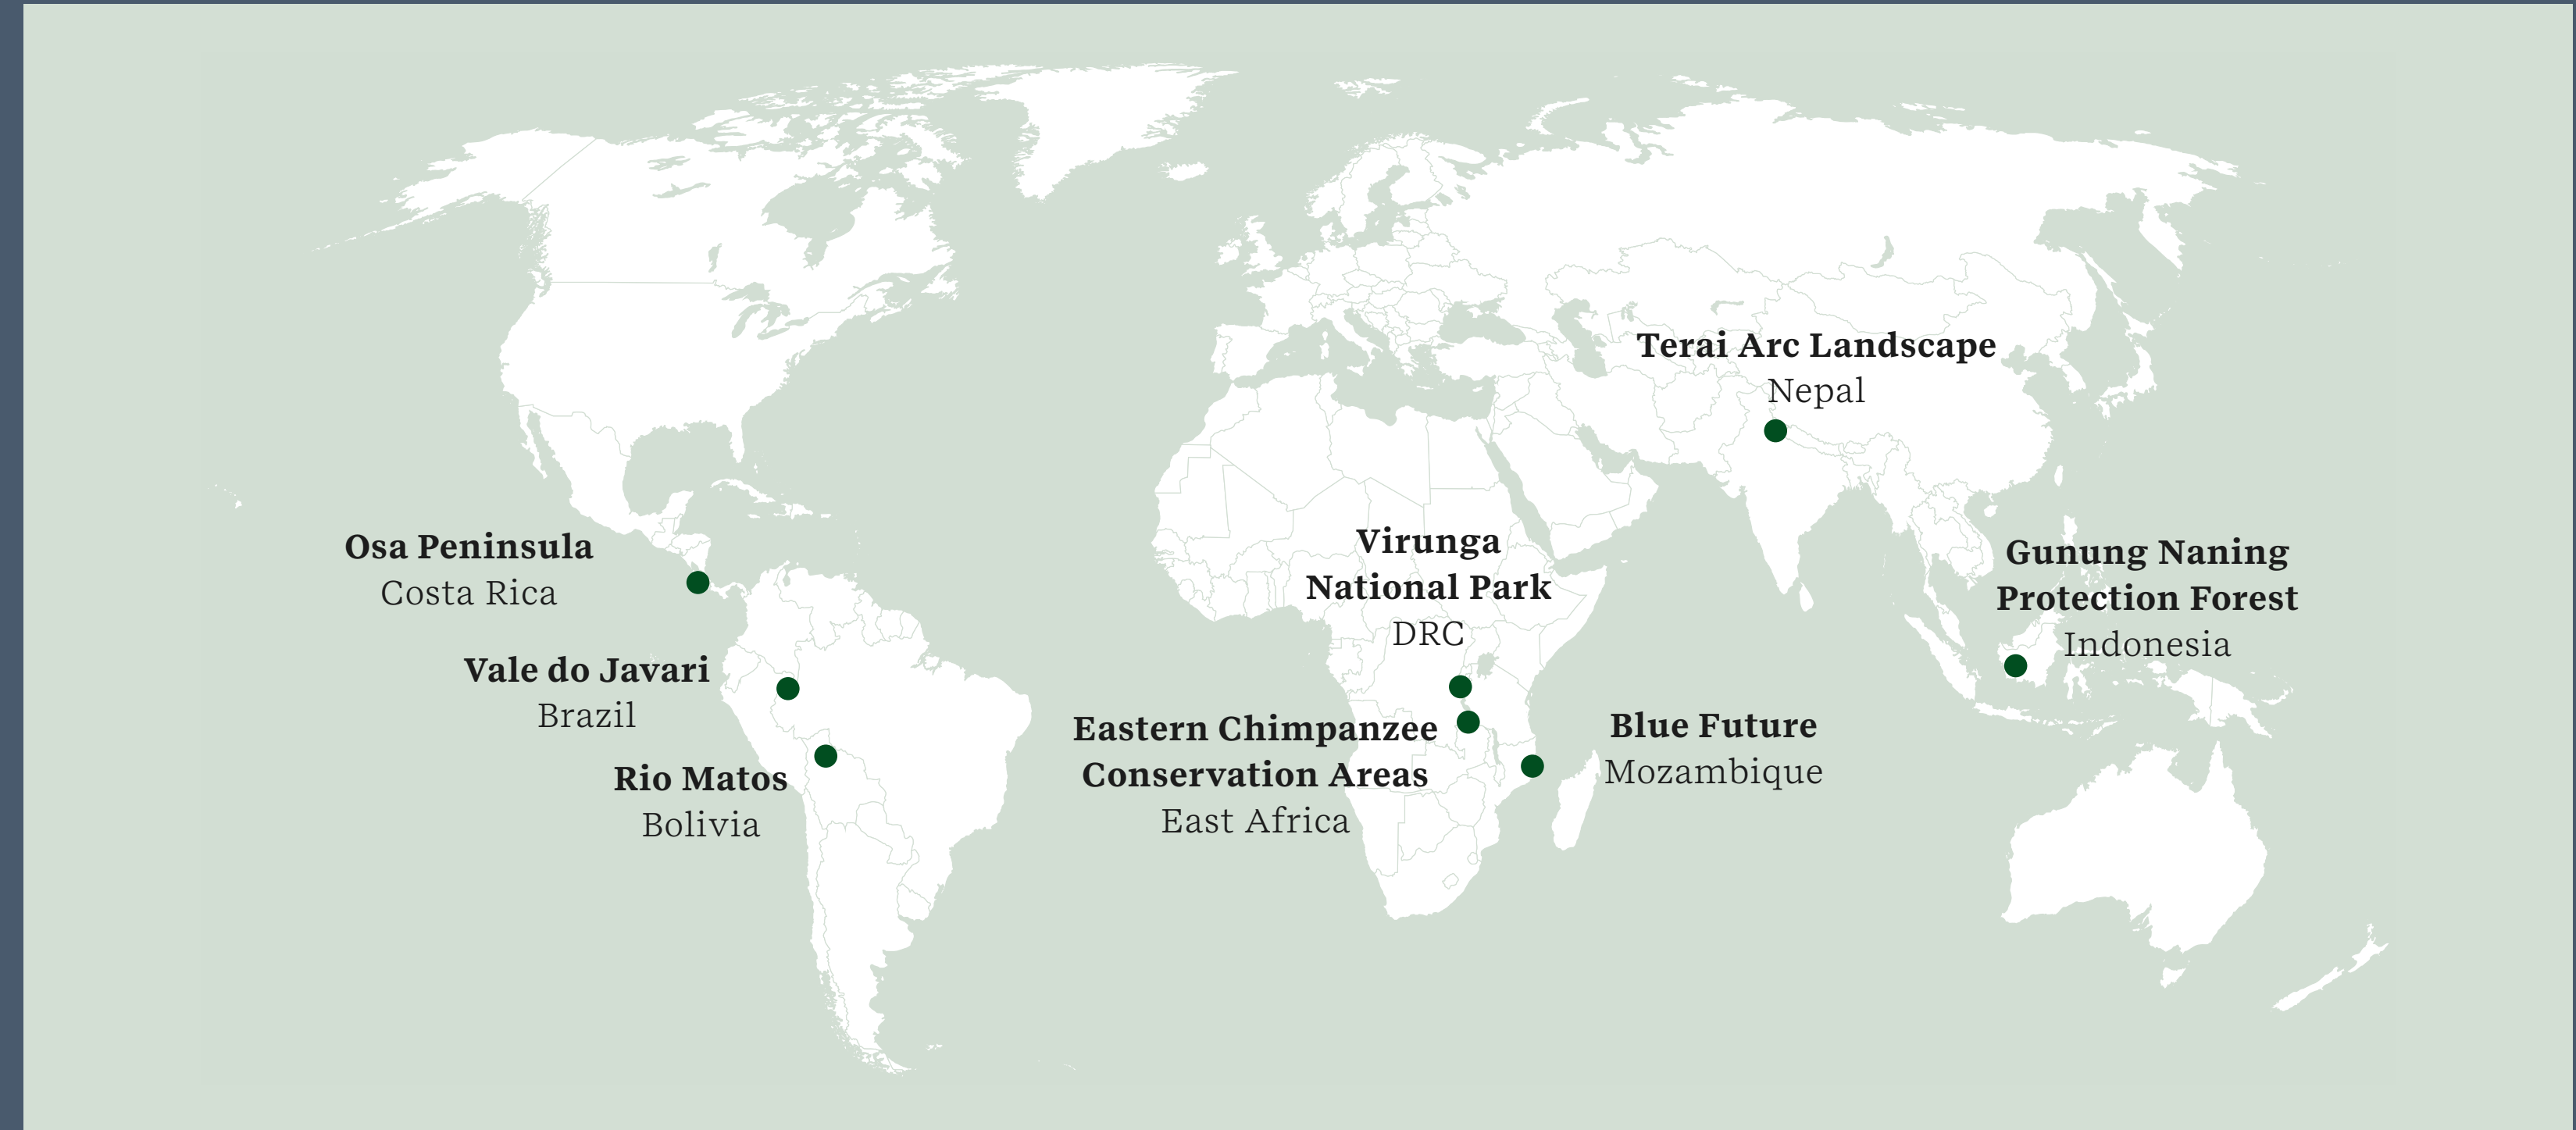 Terai Arc Landscape
Nepal
Osa Peninsula
Costa Rica
Virunga
National Park
DRC
Gunung Naning
Protection Forest
Indonesia
Vale do Javari
Brazil
Rio Matos
Bolivia
Eastern Chimpanzee
Conservation Areas
East Africa
Blue Future
Mozambique